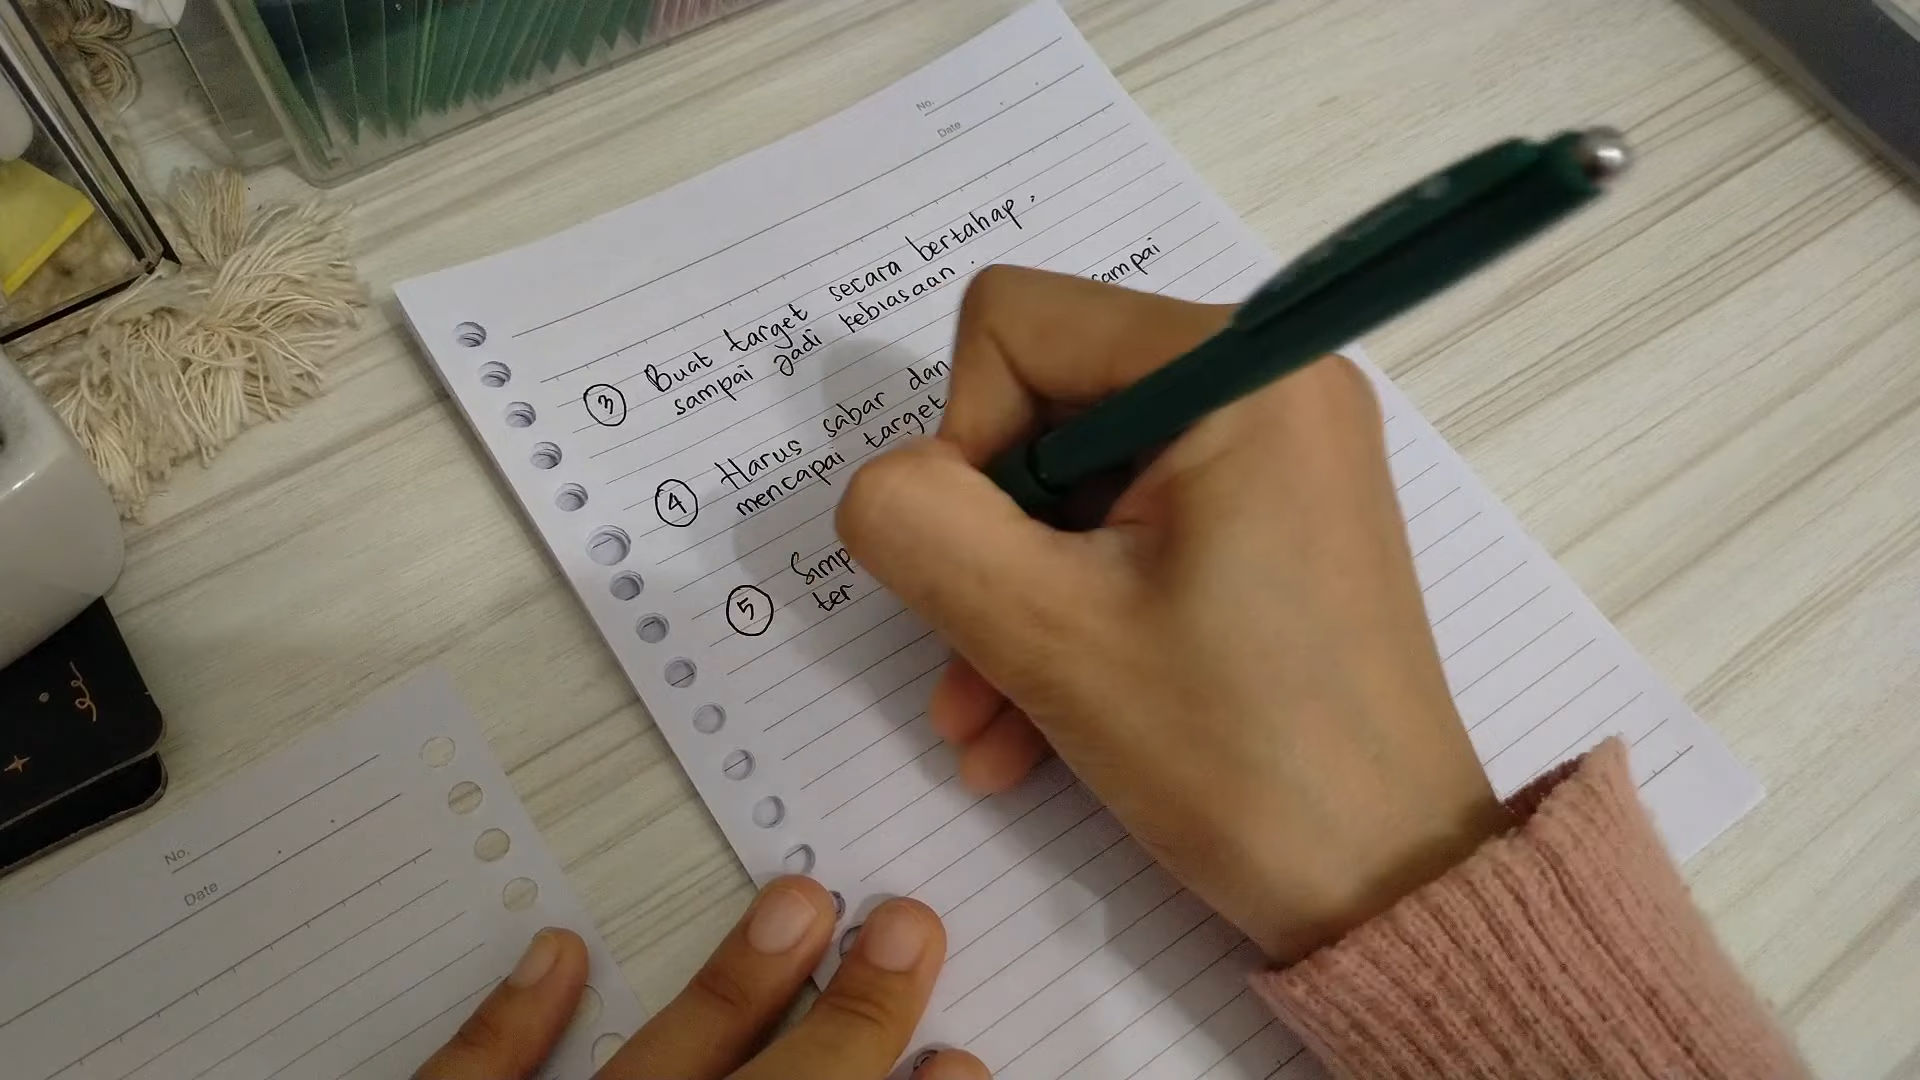 No.
Date
③ Buat target secara bertahap.
sampai jadi kebiasaan.
④ Harus sabar dan sampai
mencapai target
⑤ Simp
ter
No.
Date